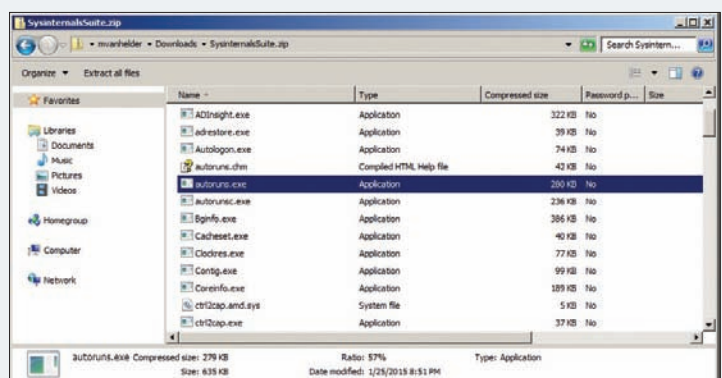 SysinternalsSuite.zip
mvanhelder Downloads SysinternalsSuite.zip Search Sysintern...
Organize Extract all files
Favorites
Libraries
Documents
Music
Pictures
Videos
Homegroup
Computer
Network
Name Type Compressed size Password p... Size
ADInsight.exe Application 322 KB No
adrestore.exe Application 39 KB No
Autologon.exe Application 74 KB No
autoruns.chm Compiled HTML Help file 42 KB No
autoruns.exe Application 280 KB No
autorunsc.exe Application 236 KB No
Bginfo.exe Application 386 KB No
Cacheset.exe Application 40 KB No
Clockres.exe Application 77 KB No
Contig.exe Application 99 KB No
Coreinfo.exe Application 189 KB No
ctrl2cap.amd.sys System file 5 KB No
ctrl2cap.exe Application 37 KB No
autoruns.exe Compressed size: 279 KB Ratio: 57% Type: Application
Size: 635 KB Date modified: 1/25/2015 8:51 PM